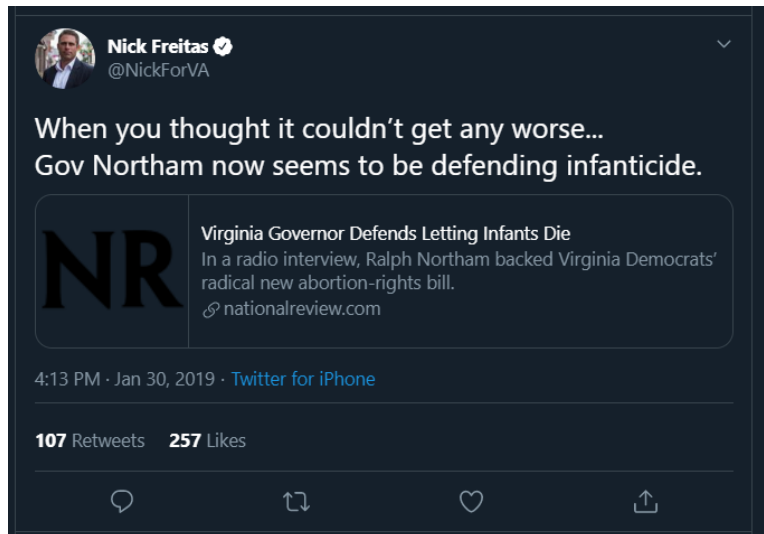 Nick Freitas
@NickForVA
When you thought it couldn't get any worse...
Gov Northam now seems to be defending infanticide.
NR
Virginia Governor Defends Letting Infants Die
In a radio interview, Ralph Northam backed Virginia Democrats'
radical new abortion-rights bill.
nationalreview.com
4:13 PM · Jan 30, 2019 · Twitter for iPhone
107 Retweets 257 Likes